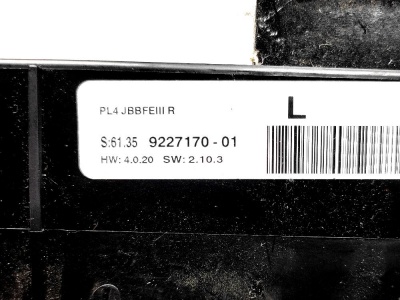 PL4 JBBFEIII R
L
S:61.35 9227170-01
HW: 4.0.20 SW: 2.10.3